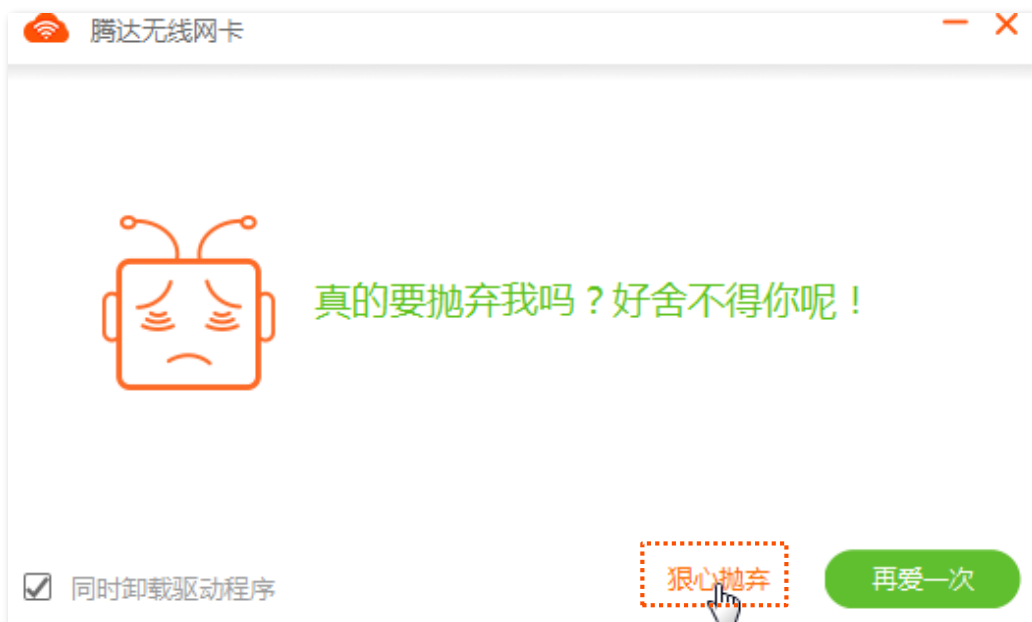 腾达无线网卡
真的要抛弃我吗？好舍不得你呢！
同时卸载驱动程序
狠心抛弃
再爱一次